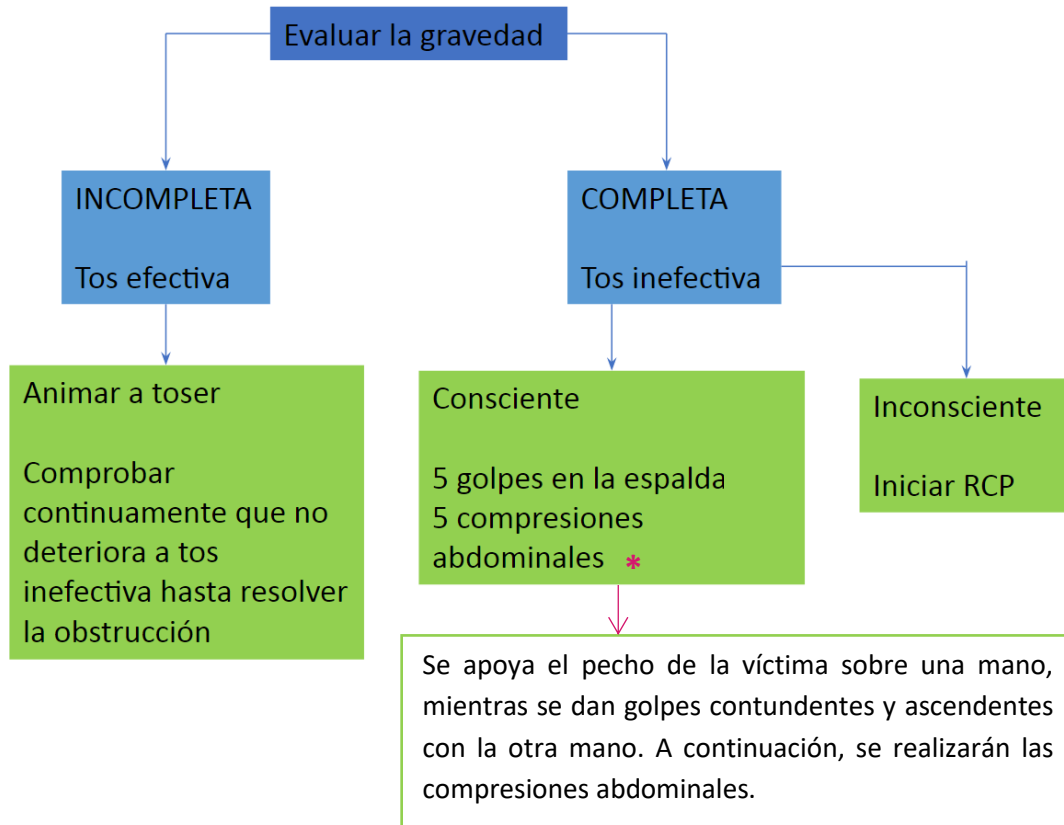 Evaluar la gravedad
INCOMPLETA
Tos efectiva
COMPLETA
Tos inefectiva
Animar a toser
Comprobar
continuamente que no
deteriora a tos
inefectiva hasta resolver
la obstrucción
Consciente
5 golpes en la espalda
5 compresiones
abdominales *
Inconsciente
Iniciar RCP
Se apoya el pecho de la víctima sobre una mano,
mientras se dan golpes contundentes y ascendentes
con la otra mano. A continuación, se realizarán las
compresiones abdominales.